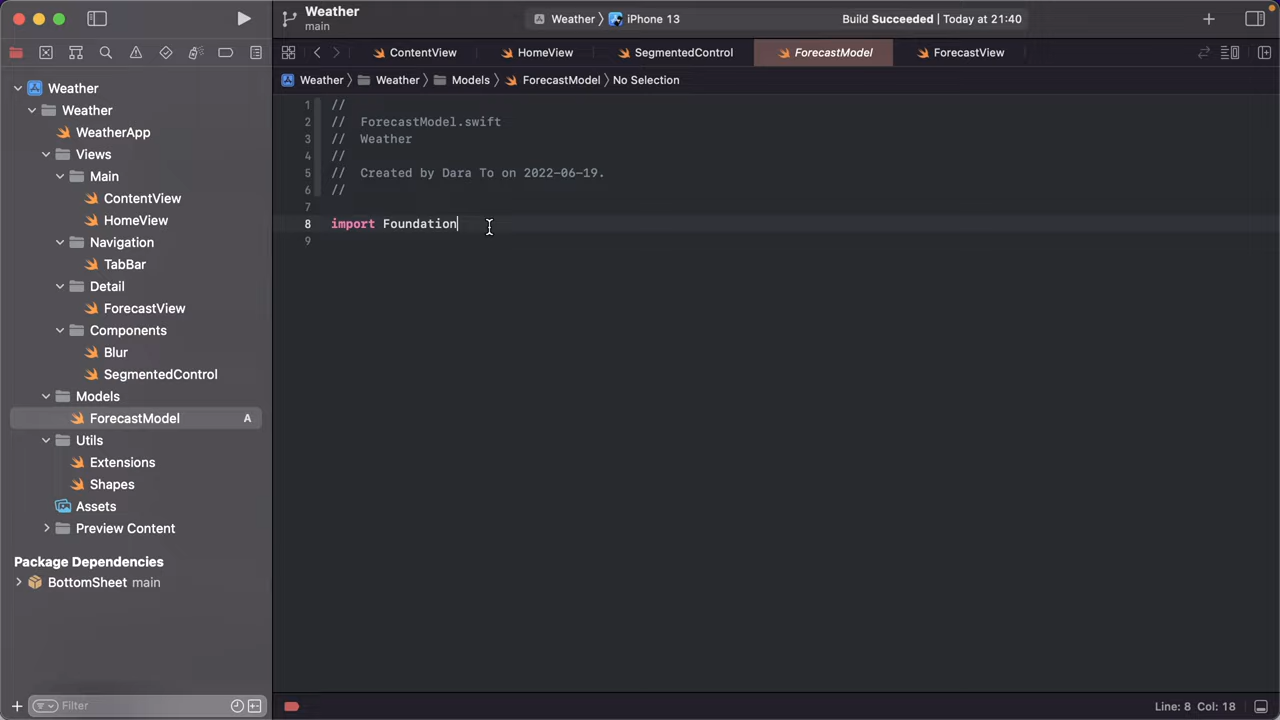 Weather
main
Weather 〉 iPhone 13
Build Succeeded | Today at 21:40
ContentView
HomeView
SegmentedControl
ForecastModel
ForecastView
Weather 〉 Weather 〉 Models 〉 ForecastModel 〉 No Selection
Weather
Weather
WeatherApp
Views
Main
ContentView
HomeView
Navigation
TabBar
Detail
ForecastView
Components
Blur
SegmentedControl
Models
ForecastModel A
Utils
Extensions
Shapes
Assets
Preview Content
Package Dependencies
BottomSheet main
Filter
1 //
2 // ForecastModel.swift
3 // Weather
4 //
5 // Created by Dara To on 2022-06-19.
6 //
7
8 import Foundation
9
Line: 8 Col: 18